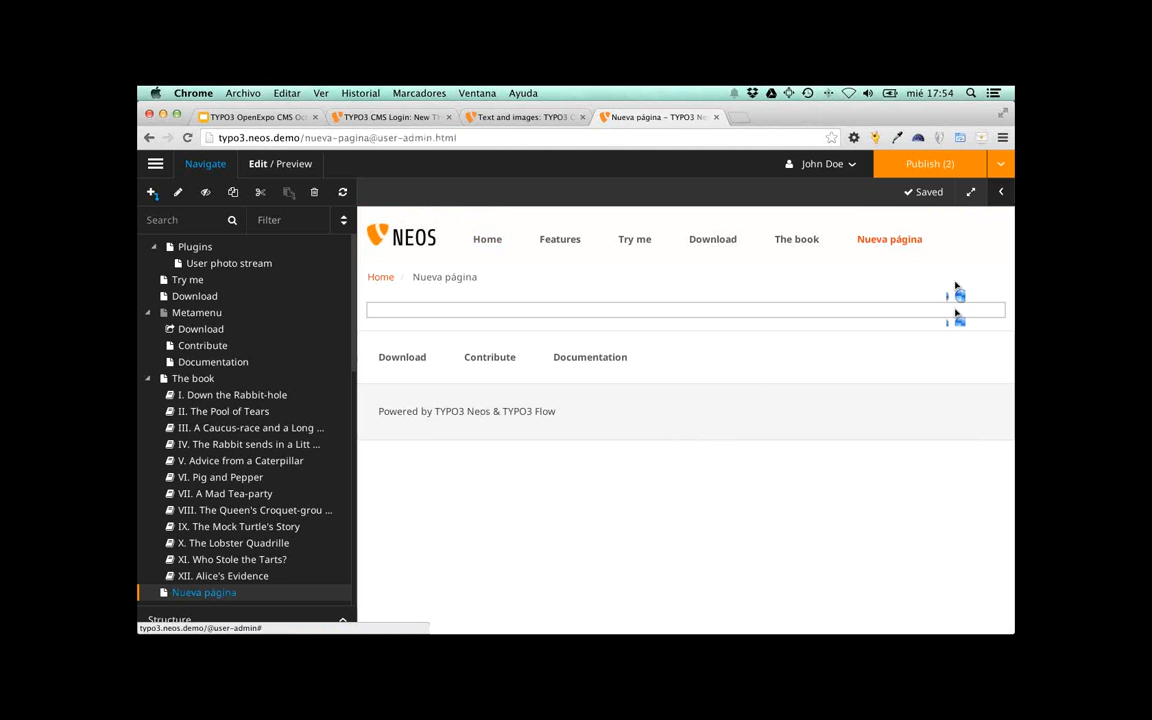 Chrome Archivo Editar Ver Historial Marcadores Ventana Ayuda mié 17:54
TYPO3 OpenExpo CMS Oc TYPO3 CMS Login: New T Text and images: TYPO3 C Nueva página – TYPO3 Ne
typo3.neos.demo/nueva-pagina@user-admin.html
Navigate Edit / Preview John Doe Publish (2)
Saved
Search Filter
Plugins
User photo stream
Try me
Download
Metamenu
Download
Contribute
Documentation
The book
I. Down the Rabbit-hole
II. The Pool of Tears
III. A Caucus-race and a Long ...
IV. The Rabbit sends in a Litt ...
V. Advice from a Caterpillar
VI. Pig and Pepper
VII. A Mad Tea-party
VIII. The Queen's Croquet-grou ...
IX. The Mock Turtle's Story
X. The Lobster Quadrille
XI. Who Stole the Tarts?
XII. Alice's Evidence
Nueva página
Structure
typo3.neos.demo/@user-admin#
NEOS Home Features Try me Download The book Nueva página
Home / Nueva página
Download Contribute Documentation
Powered by TYPO3 Neos & TYPO3 Flow